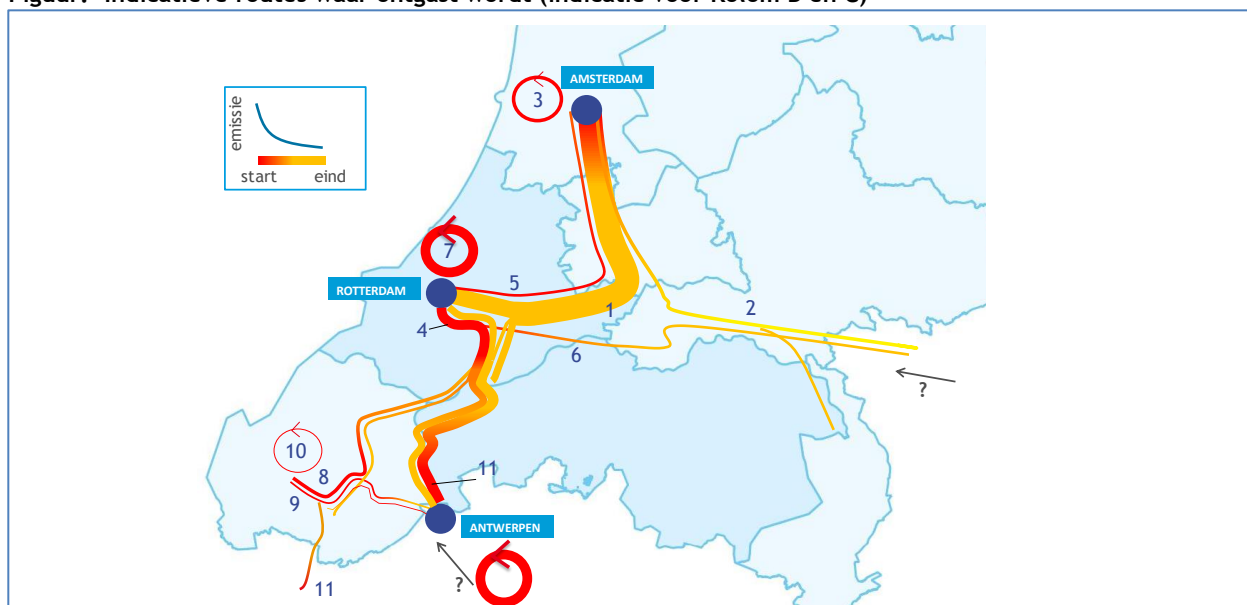 Figuur: Indicatieve routes waar ontgast wordt (indicatie voor Kolom B en C)
AMSTERDAM
3
emissie
start eind
7
ROTTERDAM
5
1
2
4
6
?
10
8
9
11
ANTWERPEN
?
11